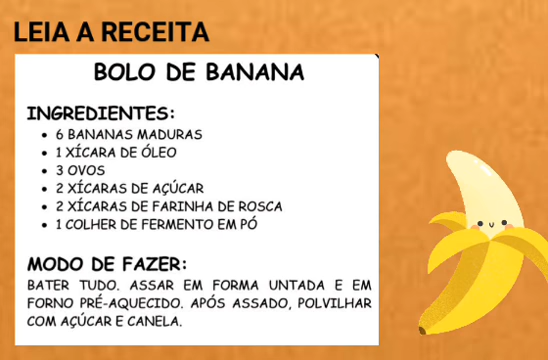 LEIA A RECEITA
BOLO DE BANANA
INGREDIENTES:
• 6 BANANAS MADURAS
• 1 XÍCARA DE ÓLEO
• 3 OVOS
• 2 XÍCARAS DE AÇÚCAR
• 2 XÍCARAS DE FARINHA DE ROSCA
• 1 COLHER DE FERMENTO EM PÓ
MODO DE FAZER:
BATER TUDO. ASSAR EM FORMA UNTADA E EM
FORNO PRÉ-AQUECIDO. APÓS ASSADO, POLVILHAR
COM AÇÚCAR E CANELA.